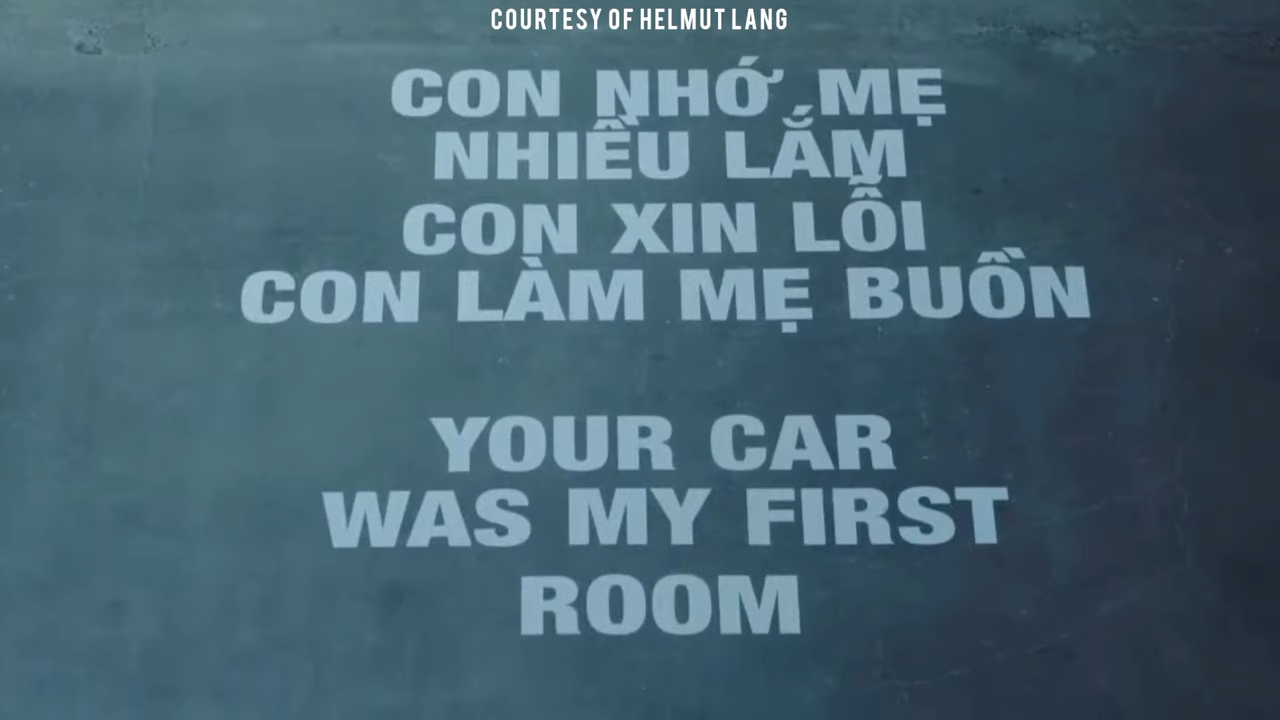 COURTESY OF HELMUT LANG
CON NHỚ MẸ
NHIỀU LẮM
CON XIN LỖI
CON LÀM MẸ BUỒN
YOUR CAR
WAS MY FIRST
ROOM